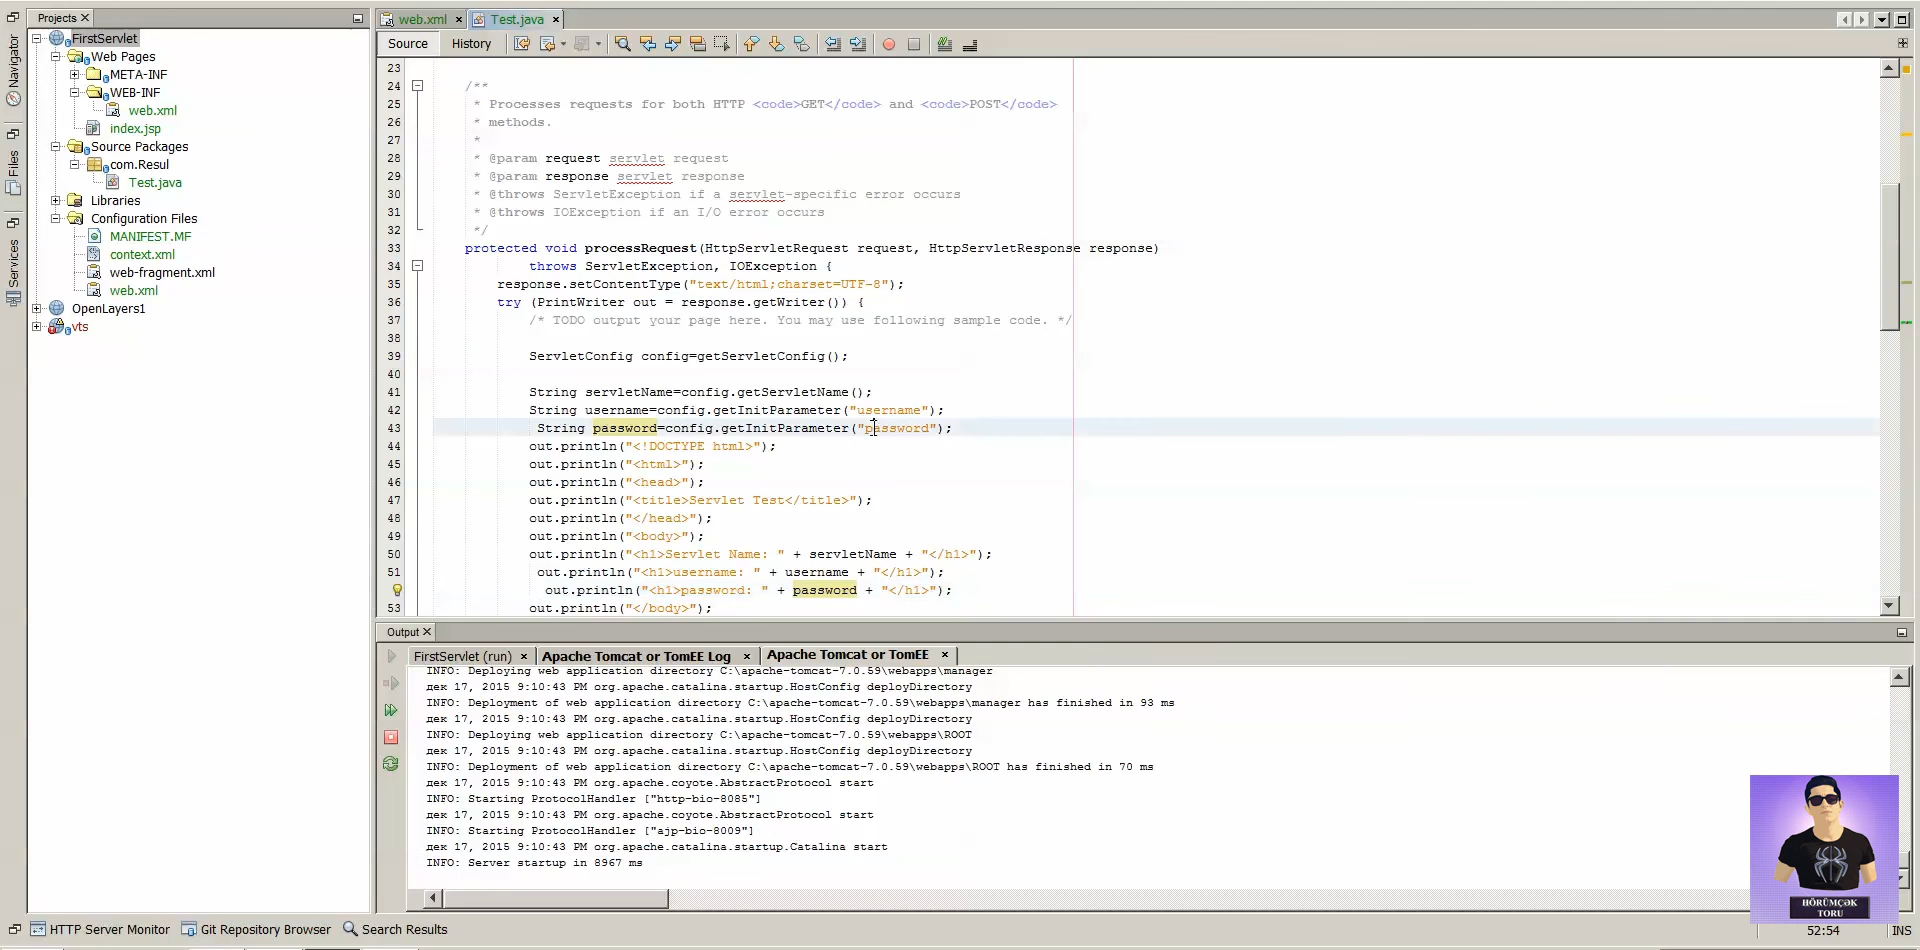 Projects
Navigator
Files
Services
FirstServlet
Web Pages
META-INF
WEB-INF
web.xml
index.jsp
Source Packages
com.Resul
Test.java
Libraries
Configuration Files
MANIFEST.MF
context.xml
web-fragment.xml
web.xml
OpenLayers1
vts
web.xml
Test.java
Source
History
23
24 /**
25 * Processes requests for both HTTP <code>GET</code> and <code>POST</code>
26 * methods.
27 *
28 * @param request servlet request
29 * @param response servlet response
30 * @throws ServletException if a servlet-specific error occurs
31 * @throws IOException if an I/O error occurs
32 */
33 protected void processRequest(HttpServletRequest request, HttpServletResponse response)
34 throws ServletException, IOException {
35 response.setContentType("text/html;charset=UTF-8");
36 try (PrintWriter out = response.getWriter()) {
37 /* TODO output your page here. You may use following sample code. */
38
39 ServletConfig config=getServletConfig();
40
41 String servletName=config.getServletName();
42 String username=config.getInitParameter("username");
43 String password=config.getInitParameter("password");
44 out.println("<!DOCTYPE html>");
45 out.println("<html>");
46 out.println("<head>");
47 out.println("<title>Servlet Test</title>");
48 out.println("</head>");
49 out.println("<body>");
50 out.println("<h1>Servlet Name: " + servletName + "</h1>");
51 out.println("<h1>username: " + username + "</h1>");
out.println("<h1>password: " + password + "</h1>");
53 out.println("</body>");
Output
FirstServlet (run)
Apache Tomcat or TomEE Log
Apache Tomcat or TomEE
INFO: Deploying web application directory C:\apache-tomcat-7.0.59\webapps\manager
дек 17, 2015 9:10:43 PM org.apache.catalina.startup.HostConfig deployDirectory
INFO: Deployment of web application directory C:\apache-tomcat-7.0.59\webapps\manager has finished in 93 ms
дек 17, 2015 9:10:43 PM org.apache.catalina.startup.HostConfig deployDirectory
INFO: Deploying web application directory C:\apache-tomcat-7.0.59\webapps\ROOT
дек 17, 2015 9:10:43 PM org.apache.catalina.startup.HostConfig deployDirectory
INFO: Deployment of web application directory C:\apache-tomcat-7.0.59\webapps\ROOT has finished in 70 ms
дек 17, 2015 9:10:43 PM org.apache.coyote.AbstractProtocol start
INFO: Starting ProtocolHandler ["http-bio-8085"]
дек 17, 2015 9:10:43 PM org.apache.coyote.AbstractProtocol start
INFO: Starting ProtocolHandler ["ajp-bio-8009"]
дек 17, 2015 9:10:43 PM org.apache.catalina.startup.Catalina start
INFO: Server startup in 8967 ms
HÖRÜMÇƏK
TORU
HTTP Server Monitor
Git Repository Browser
Search Results
52:54
INS